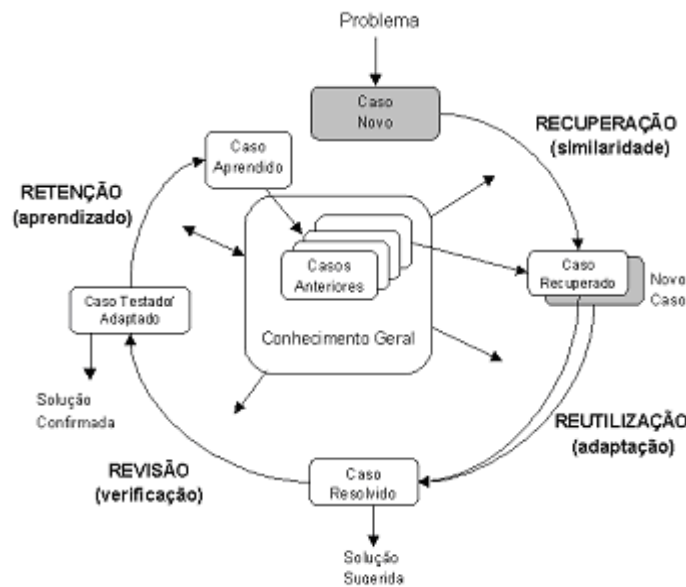 Problema
Caso
Novo
RECUPERAÇÃO
(similaridade)
Caso
Aprendido
RETENÇÃO
(aprendizado)
Casos
Anteriores
Conhecimento Geral
Caso
Recuperado
Novo
Caso
Caso Testado/
Adaptado
Solução
Confirmada
REUTILIZAÇÃO
(adaptação)
REVISÃO
(verificação)
Caso
Resolvido
Solução
Sugerida